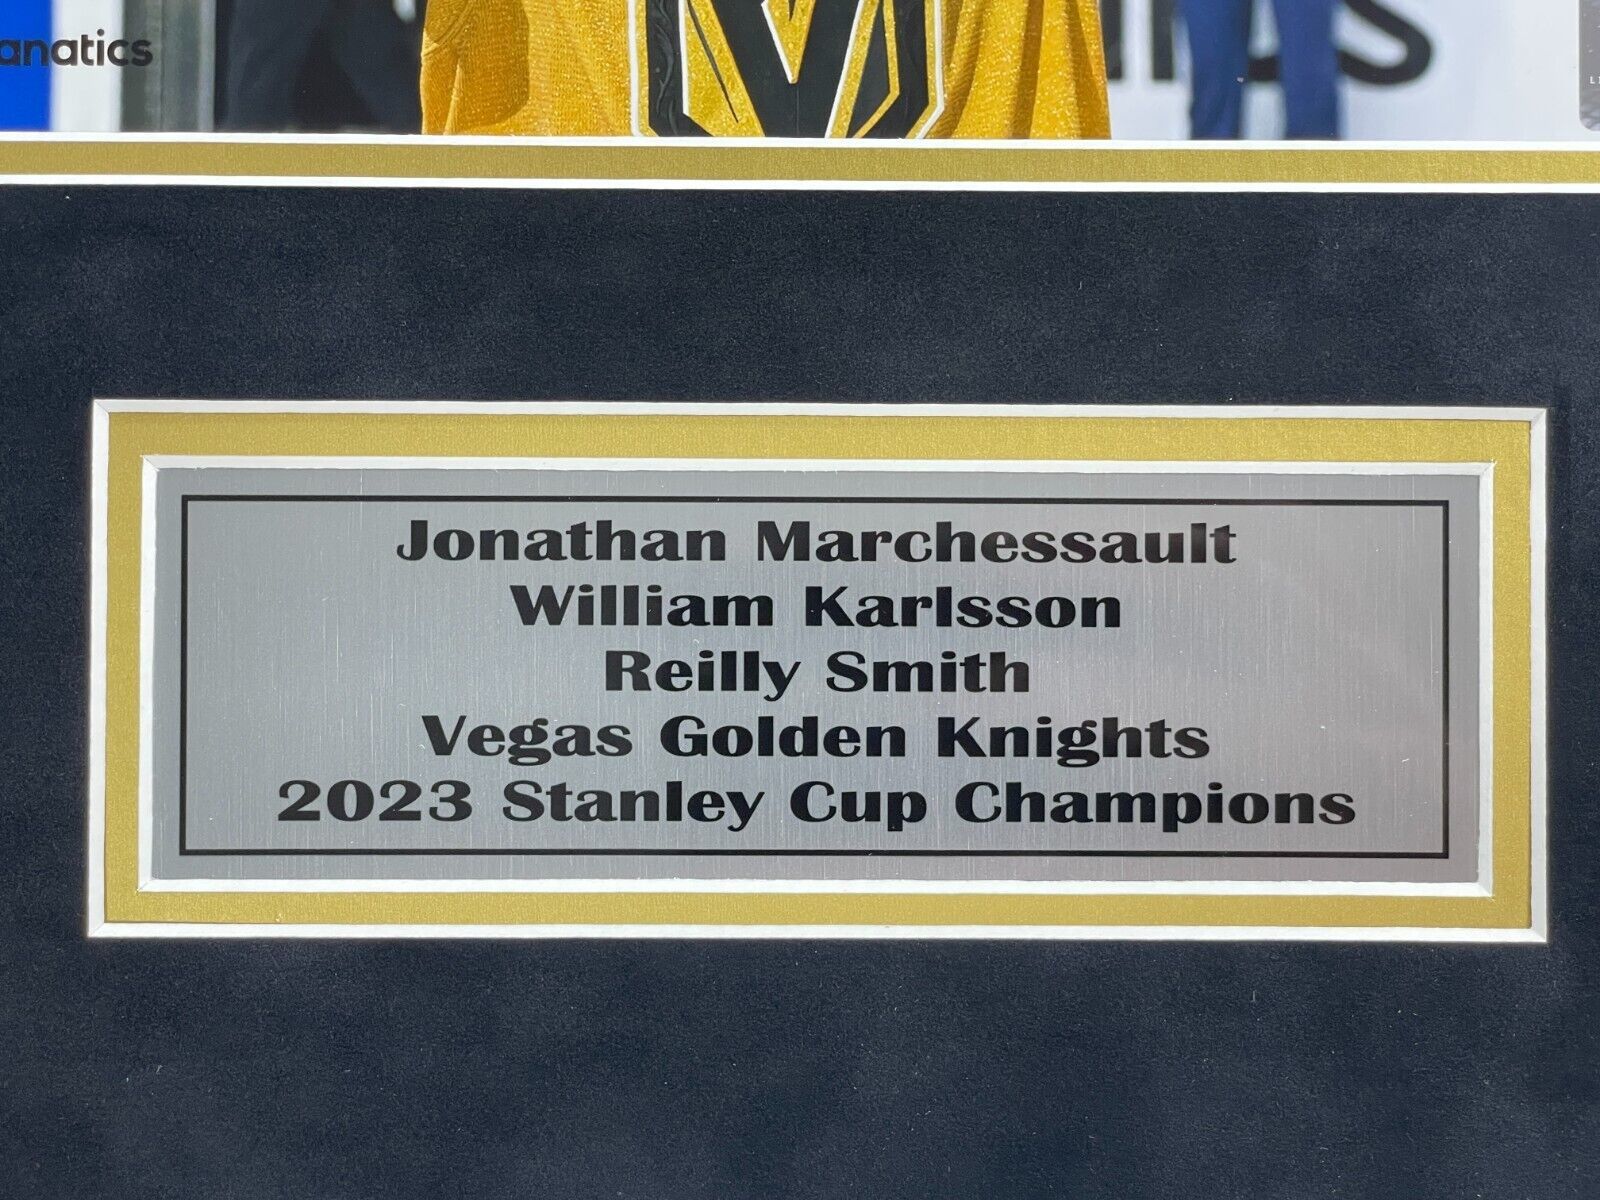 anatics
Jonathan Marchessault
William Karlsson
Reilly Smith
Vegas Golden Knights
2023 Stanley Cup Champions